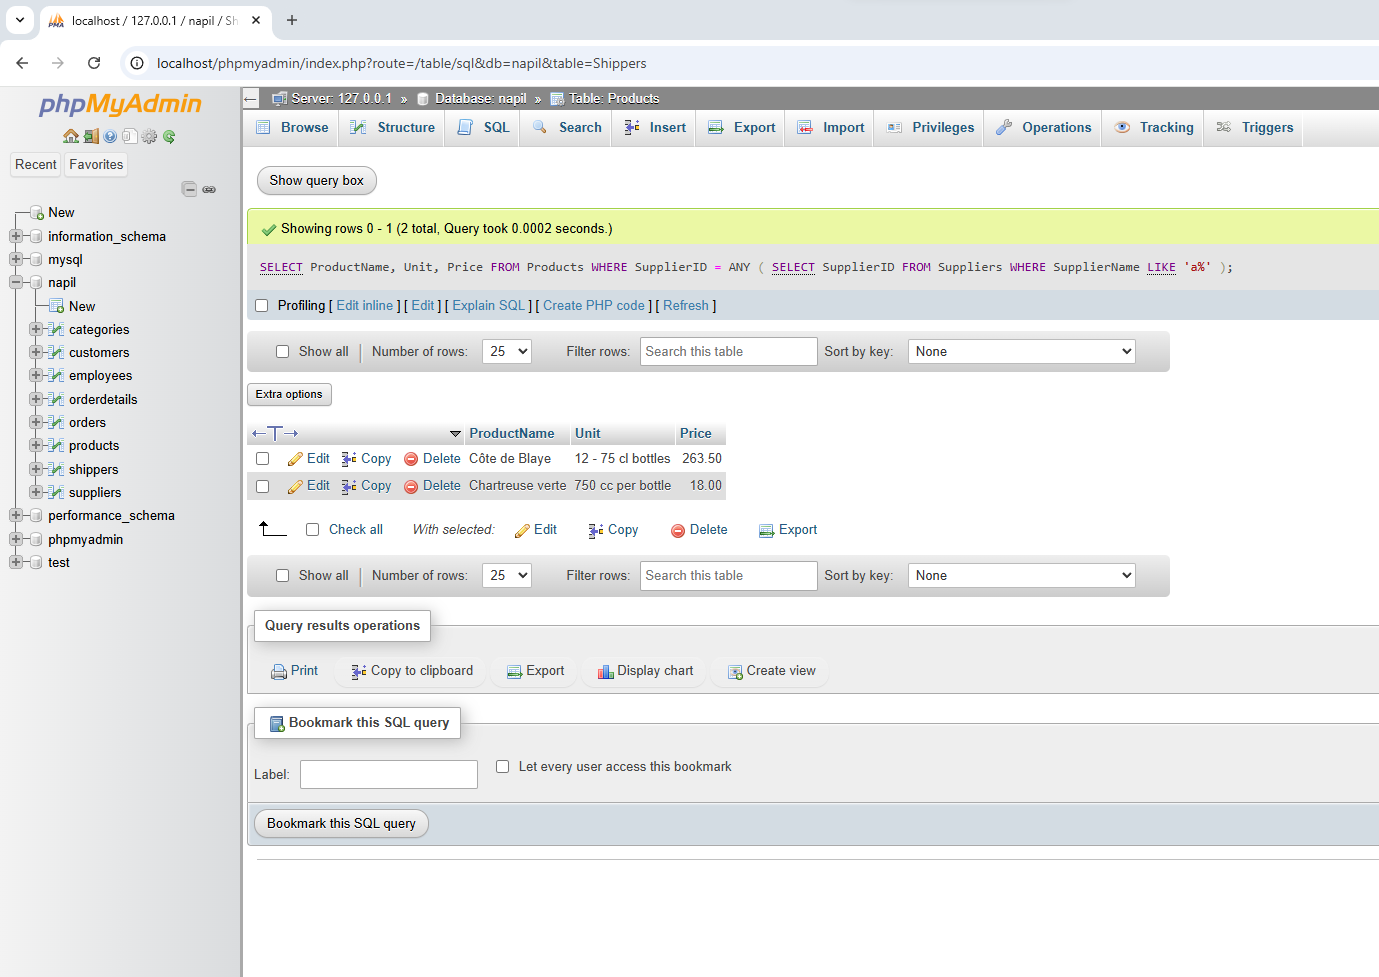 localhost / 127.0.0.1 / napil / Sh
localhost/phpmyadmin/index.php?route=/table/sql&db=napil&table=Shippers
phpMyAdmin
Recent Favorites
New
information_schema
mysql
napil
New
categories
customers
employees
orderdetails
orders
products
shippers
suppliers
performance_schema
phpmyadmin
test
Server: 127.0.0.1 » Database: napil » Table: Products
Browse Structure SQL Search Insert Export Import Privileges Operations Tracking Triggers
Show query box
Showing rows 0 - 1 (2 total, Query took 0.0002 seconds.)
SELECT ProductName, Unit, Price FROM Products WHERE SupplierID = ANY ( SELECT SupplierID FROM Suppliers WHERE SupplierName LIKE 'a%' );
Profiling [ Edit inline ] [ Edit ] [ Explain SQL ] [ Create PHP code ] [ Refresh ]
Show all Number of rows: 25 Filter rows: Search this table Sort by key: None
Extra options
ProductName Unit Price
Edit Copy Delete Côte de Blaye 12 - 75 cl bottles 263.50
Edit Copy Delete Chartreuse verte 750 cc per bottle 18.00
Check all With selected: Edit Copy Delete Export
Show all Number of rows: 25 Filter rows: Search this table Sort by key: None
Query results operations
Print Copy to clipboard Export Display chart Create view
Bookmark this SQL query
Label: Let every user access this bookmark
Bookmark this SQL query